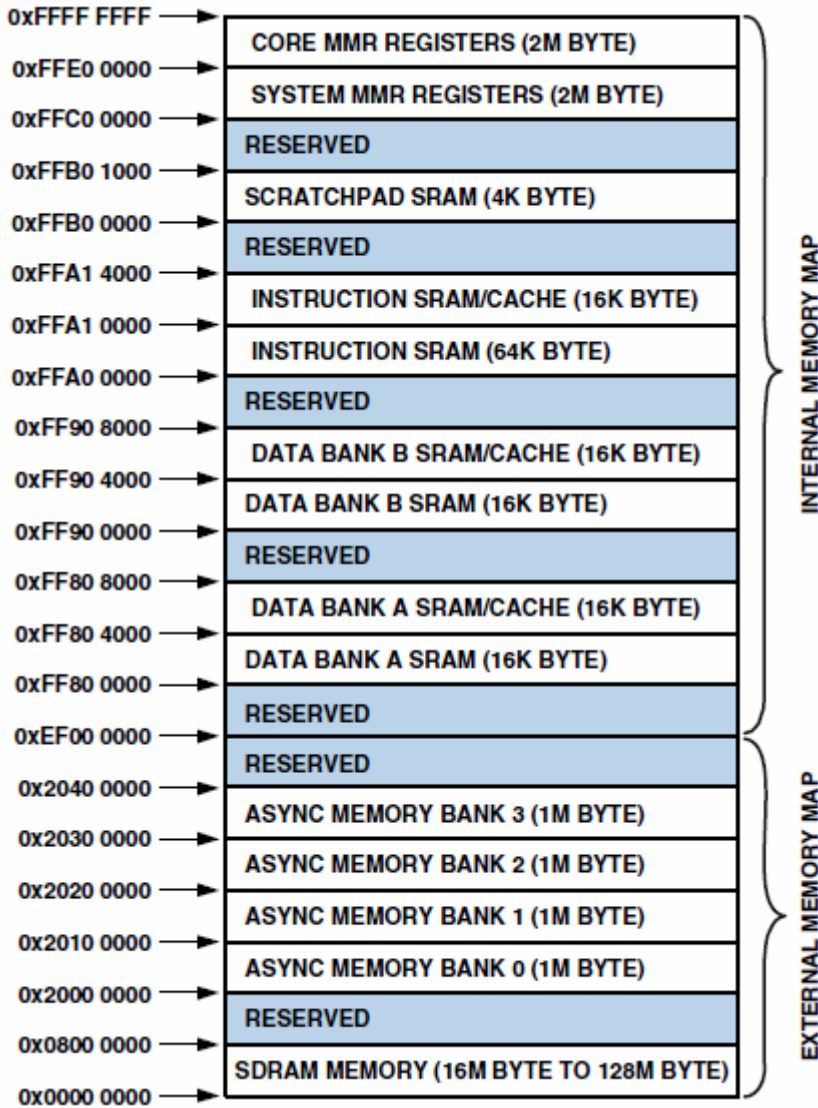 0xFFFF FFFF
CORE MMR REGISTERS (2M BYTE)
0xFFE0 0000
SYSTEM MMR REGISTERS (2M BYTE)
0xFFC0 0000
RESERVED
0xFFB0 1000
SCRATCHPAD SRAM (4K BYTE)
0xFFB0 0000
RESERVED
0xFFA1 4000
INSTRUCTION SRAM/CACHE (16K BYTE)
0xFFA1 0000
INSTRUCTION SRAM (64K BYTE)
0xFFA0 0000
RESERVED
0xFF90 8000
DATA BANK B SRAM/CACHE (16K BYTE)
0xFF90 4000
DATA BANK B SRAM (16K BYTE)
0xFF90 0000
RESERVED
0xFF80 8000
DATA BANK A SRAM/CACHE (16K BYTE)
0xFF80 4000
DATA BANK A SRAM (16K BYTE)
0xFF80 0000
RESERVED
0xEF00 0000
RESERVED
0x2040 0000
ASYNC MEMORY BANK 3 (1M BYTE)
0x2030 0000
ASYNC MEMORY BANK 2 (1M BYTE)
0x2020 0000
ASYNC MEMORY BANK 1 (1M BYTE)
0x2010 0000
ASYNC MEMORY BANK 0 (1M BYTE)
0x2000 0000
RESERVED
0x0800 0000
SDRAM MEMORY (16M BYTE TO 128M BYTE)
0x0000 0000
INTERNAL MEMORY MAP
EXTERNAL MEMORY MAP